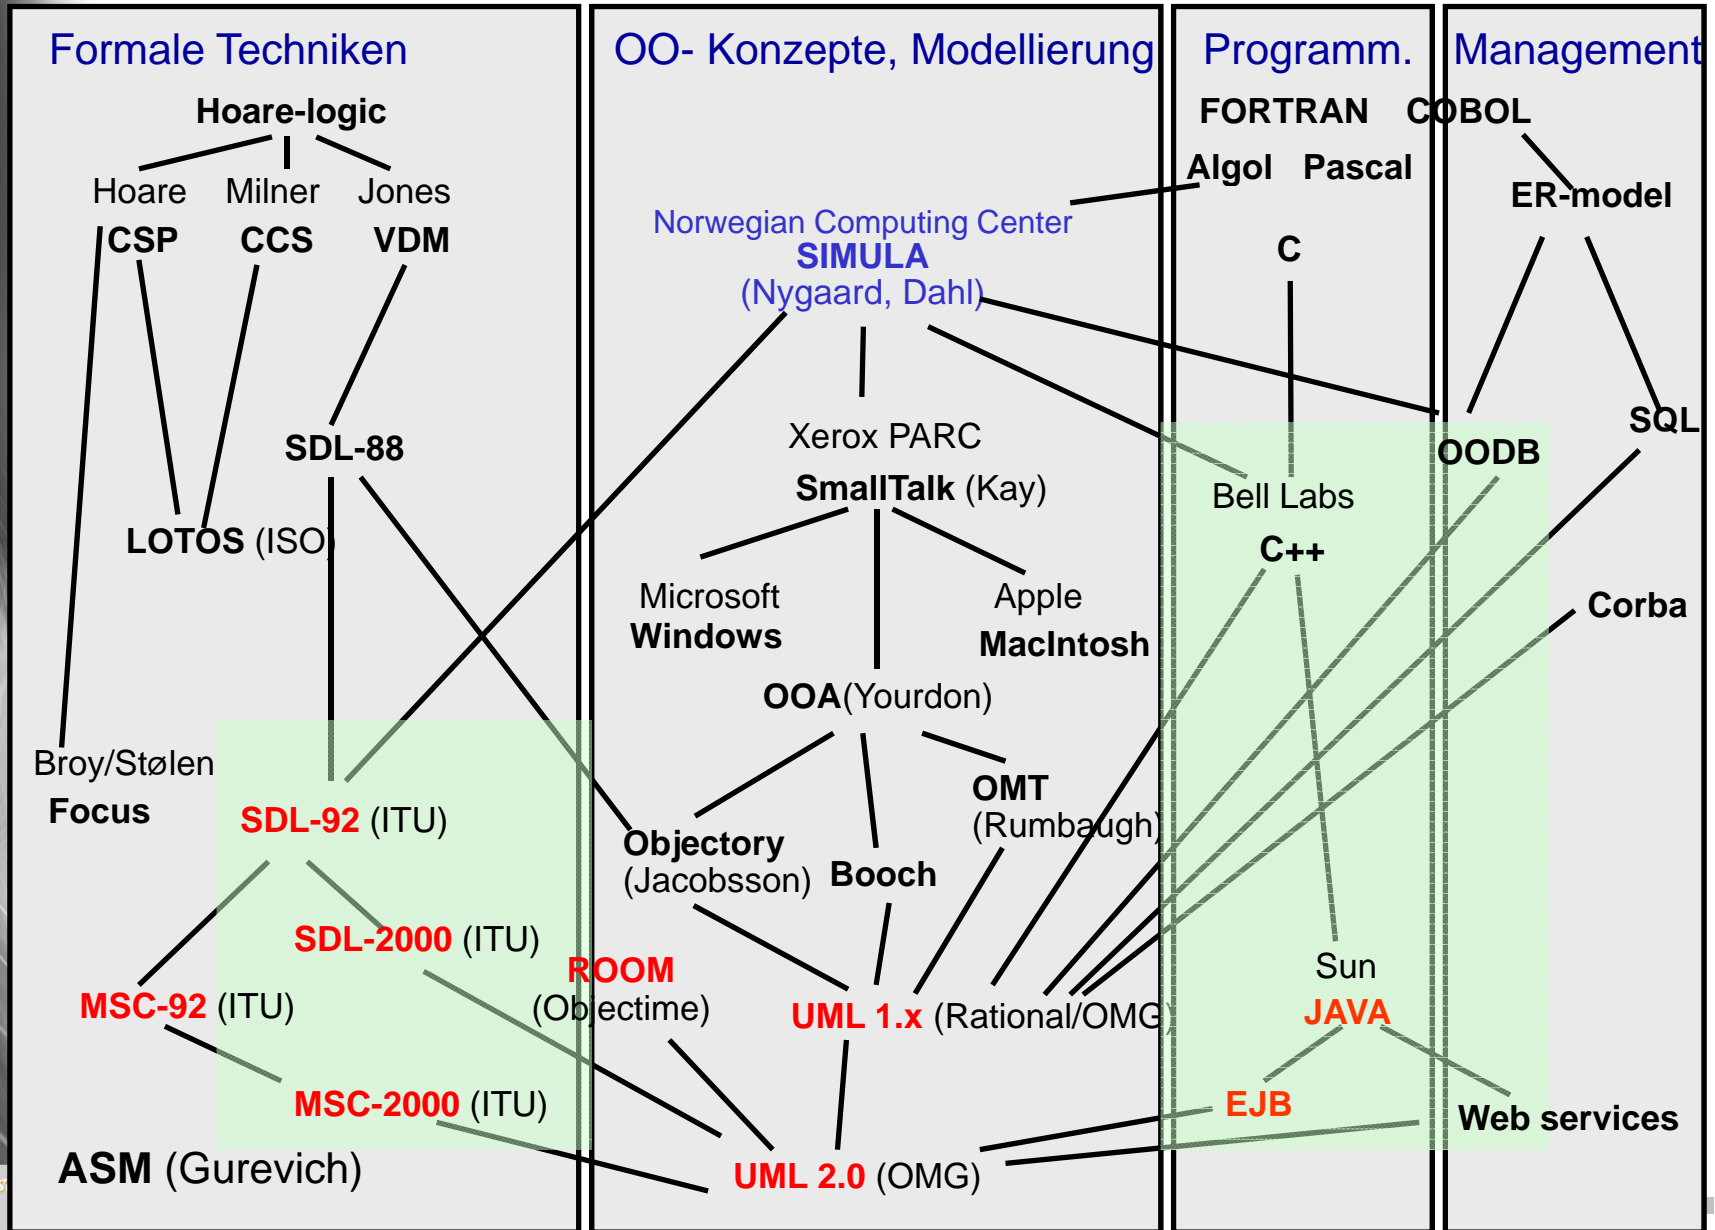 Formale Techniken
Hoare-logic
Hoare Milner Jones
CSP CCS VDM
SDL-88
LOTOS (ISO)
Broy/Stølen
Focus
SDL-92 (ITU)
SDL-2000 (ITU)
MSC-92 (ITU)
MSC-2000 (ITU)
ASM (Gurevich)
OO- Konzepte, Modellierung
Norwegian Computing Center
SIMULA
(Nygaard, Dahl)
Xerox PARC
SmallTalk (Kay)
Microsoft
Windows
Apple
MacIntosh
OOA(Yourdon)
OMT
(Rumbaugh)
Objectory
(Jacobsson)
Booch
ROOM
(Objectime)
UML 1.x (Rational/OMG)
UML 2.0 (OMG)
Programm.
FORTRAN
Algol Pascal
C
Bell Labs
C++
Sun
JAVA
EJB
Management
COBOL
ER-model
SQL
OODB
Corba
Web services